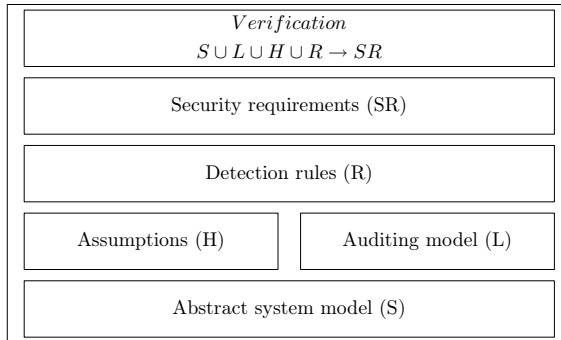 Verification
S ∪ L ∪ H ∪ R → SR
Security requirements (SR)
Detection rules (R)
Assumptions (H)
Auditing model (L)
Abstract system model (S)